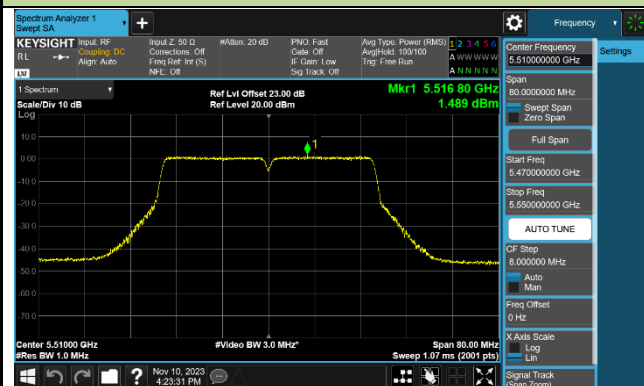 Spectrum Analyzer 1
Swept SA
Frequency
KEYSIGHT
RL
LXI
Input: RF
Coupling: DC
Align: Auto
Input Z: 50 Ω
Corrections: Off
Freq Ref: Int (S)
NFE: Off
#Atten: 20 dB
PNO: Fast
Gate: Off
IF Gain: Low
Sig Track: Off
Avg Type: Power (RMS)
Avg|Hold: 100/100
Trig: Free Run
1 2 3 4 5 6
A W W W W W
A N N N N N
Center Frequency
5.510000000 GHz
Settings
Span
80.0000000 MHz
Swept Span
Zero Span
Full Span
Start Freq
5.470000000 GHz
Stop Freq
5.550000000 GHz
AUTO TUNE
CF Step
8.000000 MHz
Auto
Man
Freq Offset
0 Hz
X Axis Scale
Log
Lin
Signal Track
(Span Zoom)
1 Spectrum
Scale/Div 10 dB
Log
Ref Lvl Offset 23.00 dB
Ref Level 20.00 dBm
Mkr1 5.516 80 GHz
1.489 dBm
10.0
0.00
-10.0
-20.0
-30.0
-40.0
-50.0
-60.0
-70.0
1
Center 5.51000 GHz
#Res BW 1.0 MHz
#Video BW 3.0 MHz*
Span 80.00 MHz
Sweep 1.07 ms (2001 pts)
Nov 10, 2023
4:23:31 PM